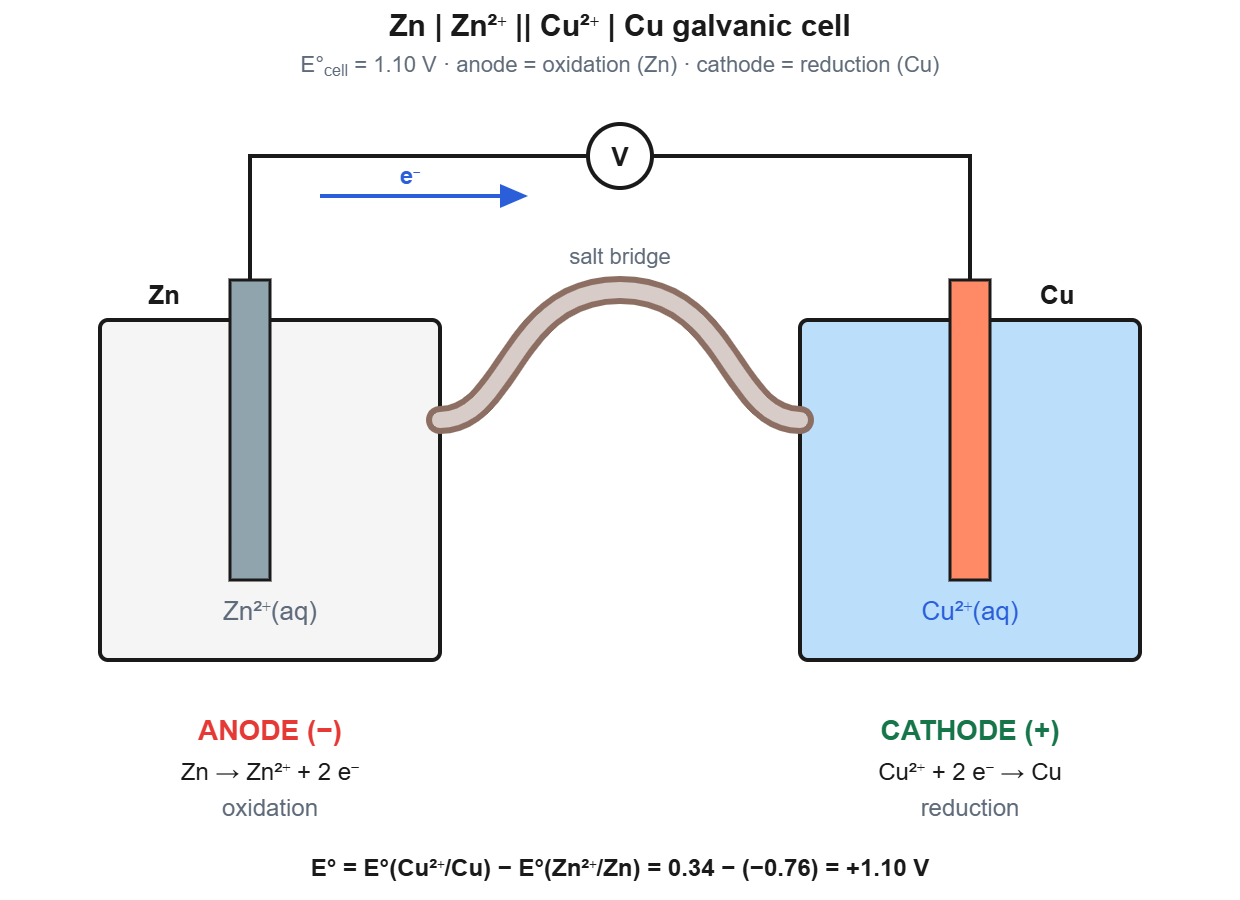 Zn | Zn²⁺ || Cu²⁺ | Cu galvanic cell
E°cell = 1.10 V · anode = oxidation (Zn) · cathode = reduction (Cu)
V
e⁻
salt bridge
Zn
Cu
Zn²⁺(aq)
Cu²⁺(aq)
ANODE (−)
Zn → Zn²⁺ + 2 e⁻
oxidation
CATHODE (+)
Cu²⁺ + 2 e⁻ → Cu
reduction
E° = E°(Cu²⁺/Cu) − E°(Zn²⁺/Zn) = 0.34 − (−0.76) = +1.10 V